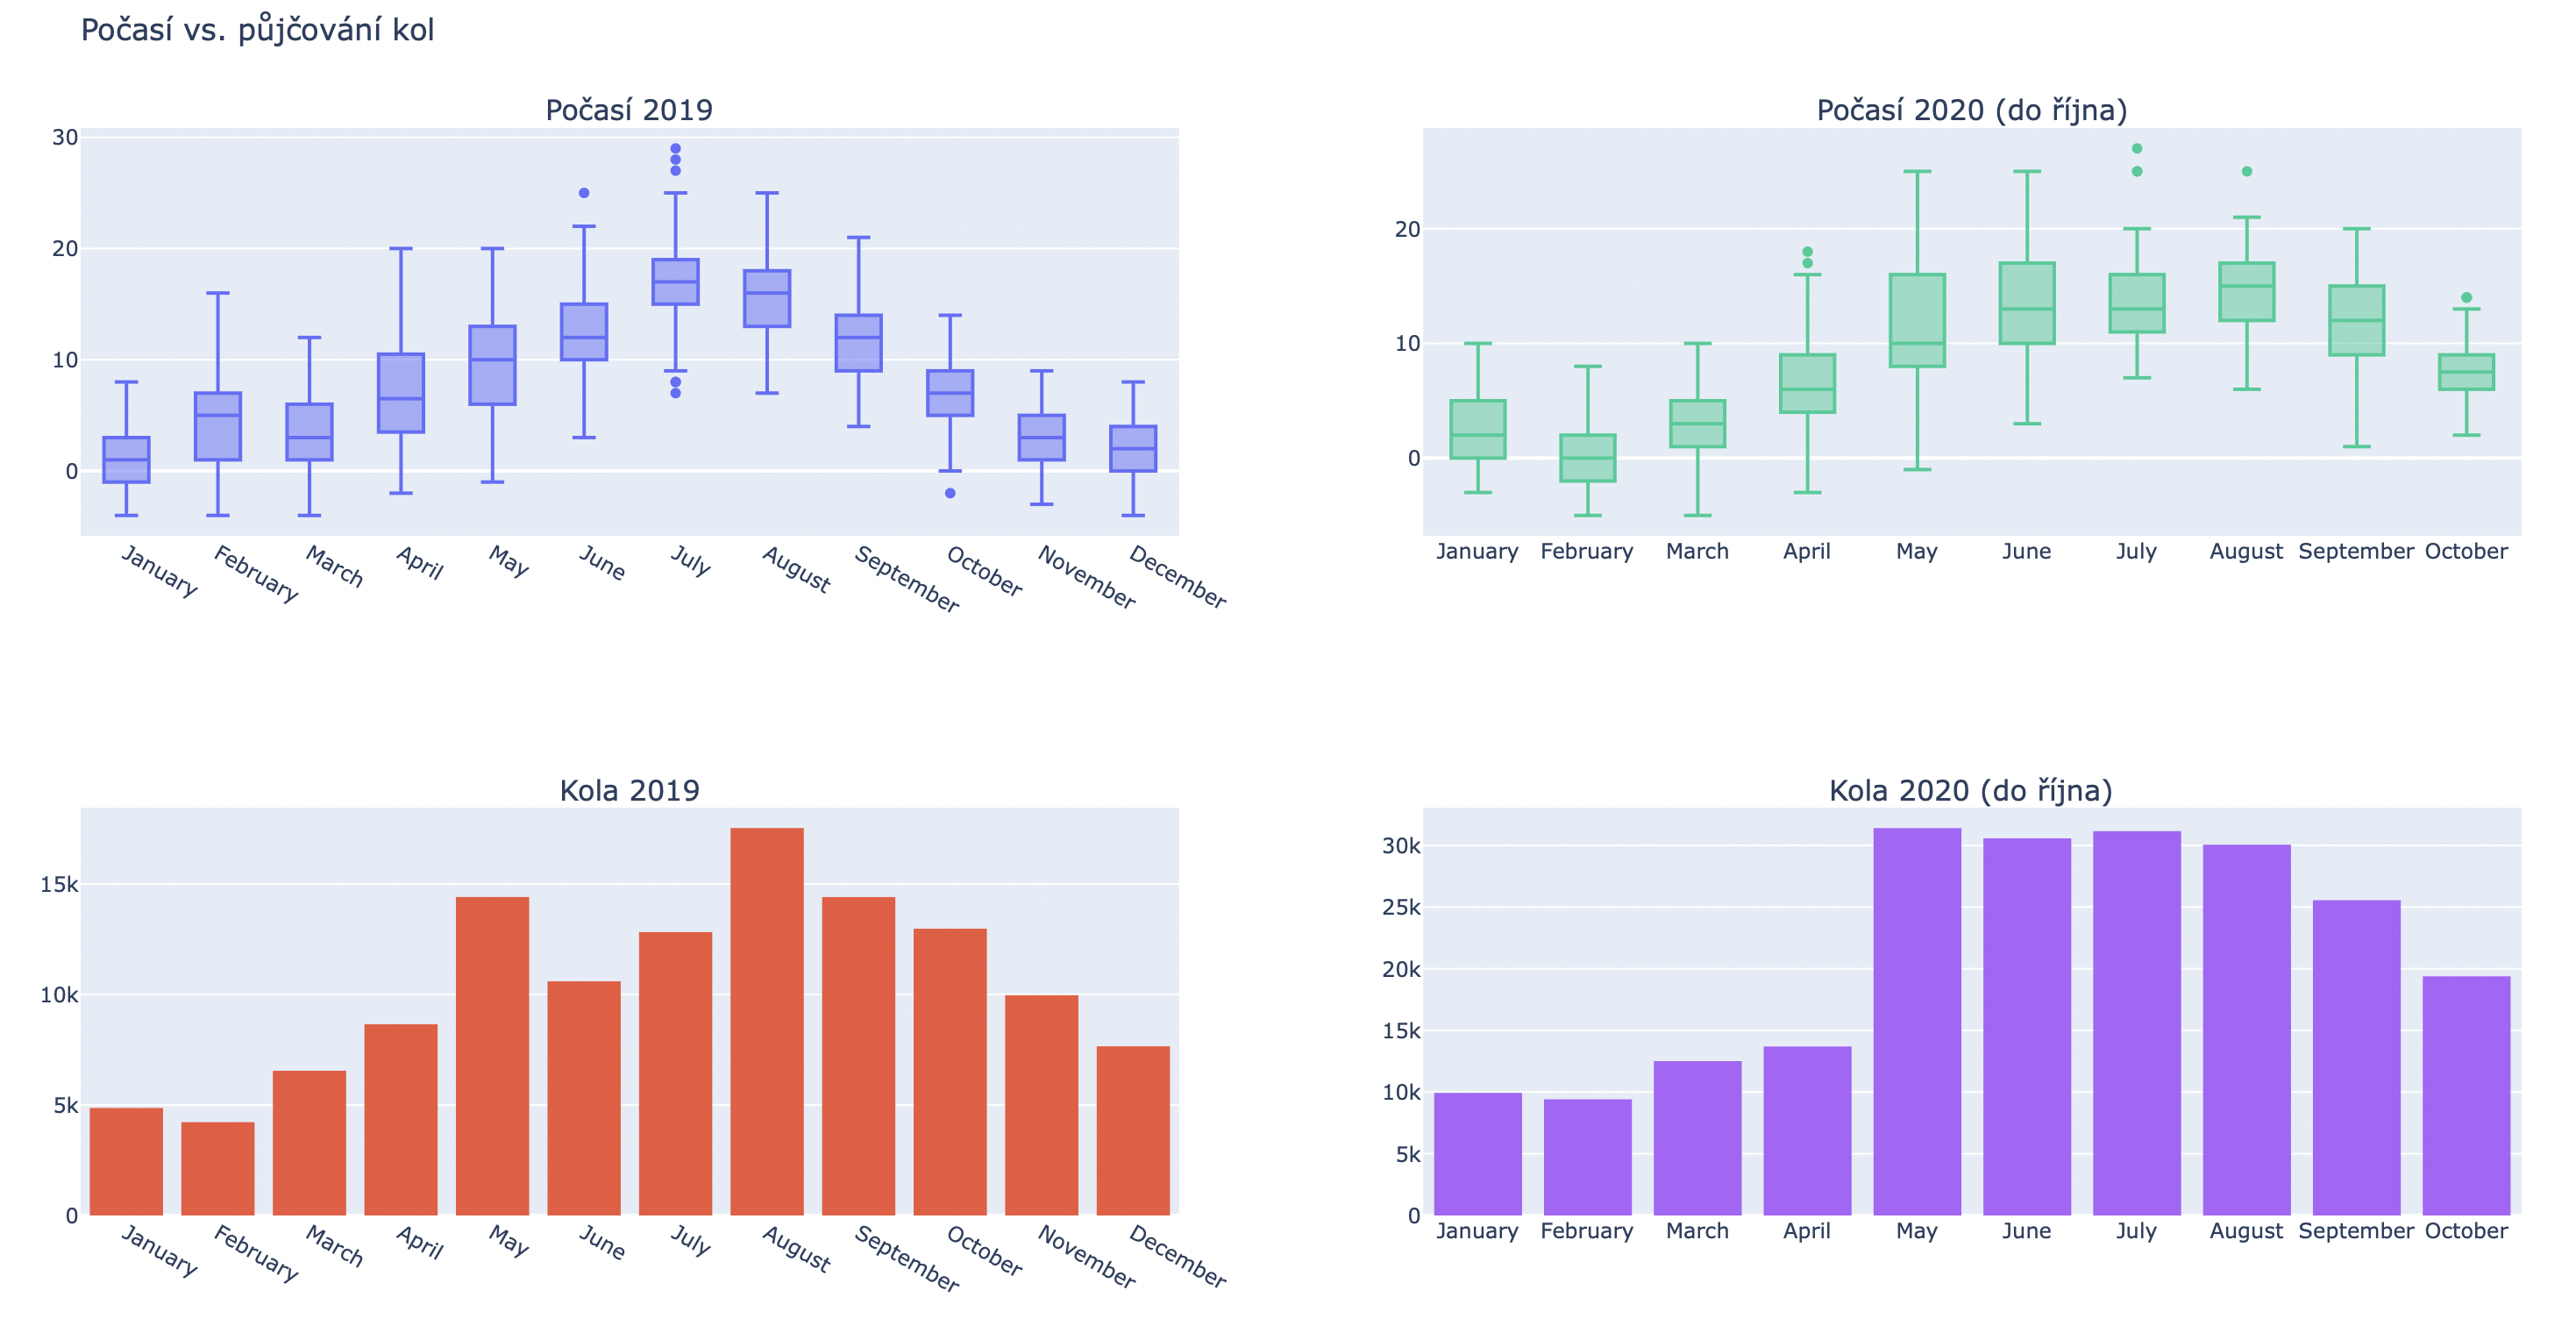 Počasí vs. půjčování kol
Počasí 2019
30
20
10
0
January February March April May June July August September October November December
Počasí 2020 (do října)
20
10
0
January February March April May June July August September October
Kola 2019
15k
10k
5k
0
January February March April May June July August September October November December
Kola 2020 (do října)
30k
25k
20k
15k
10k
5k
0
January February March April May June July August September October